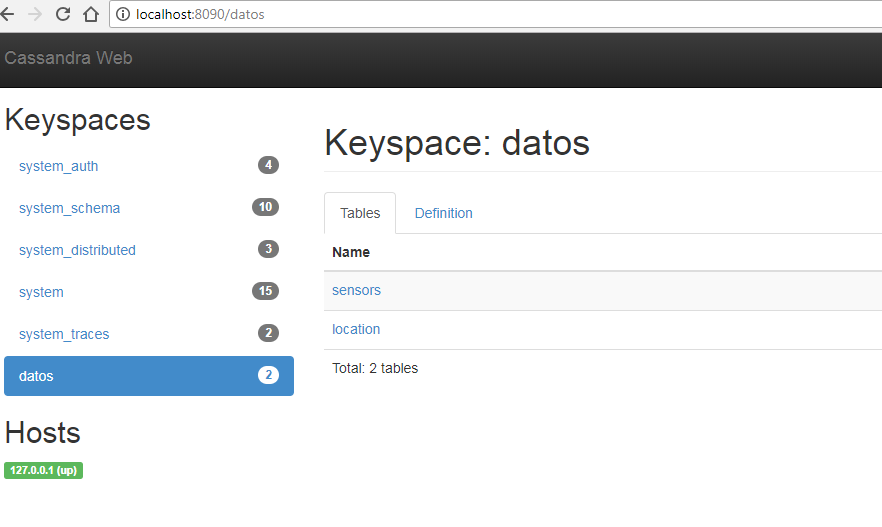 localhost:8090/datos
Cassandra Web
Keyspaces
system_auth 4
system_schema 10
system_distributed 3
system 15
system_traces 2
datos 2
Hosts
127.0.0.1 (up)
Keyspace: datos
Tables Definition
Name
sensors
location
Total: 2 tables